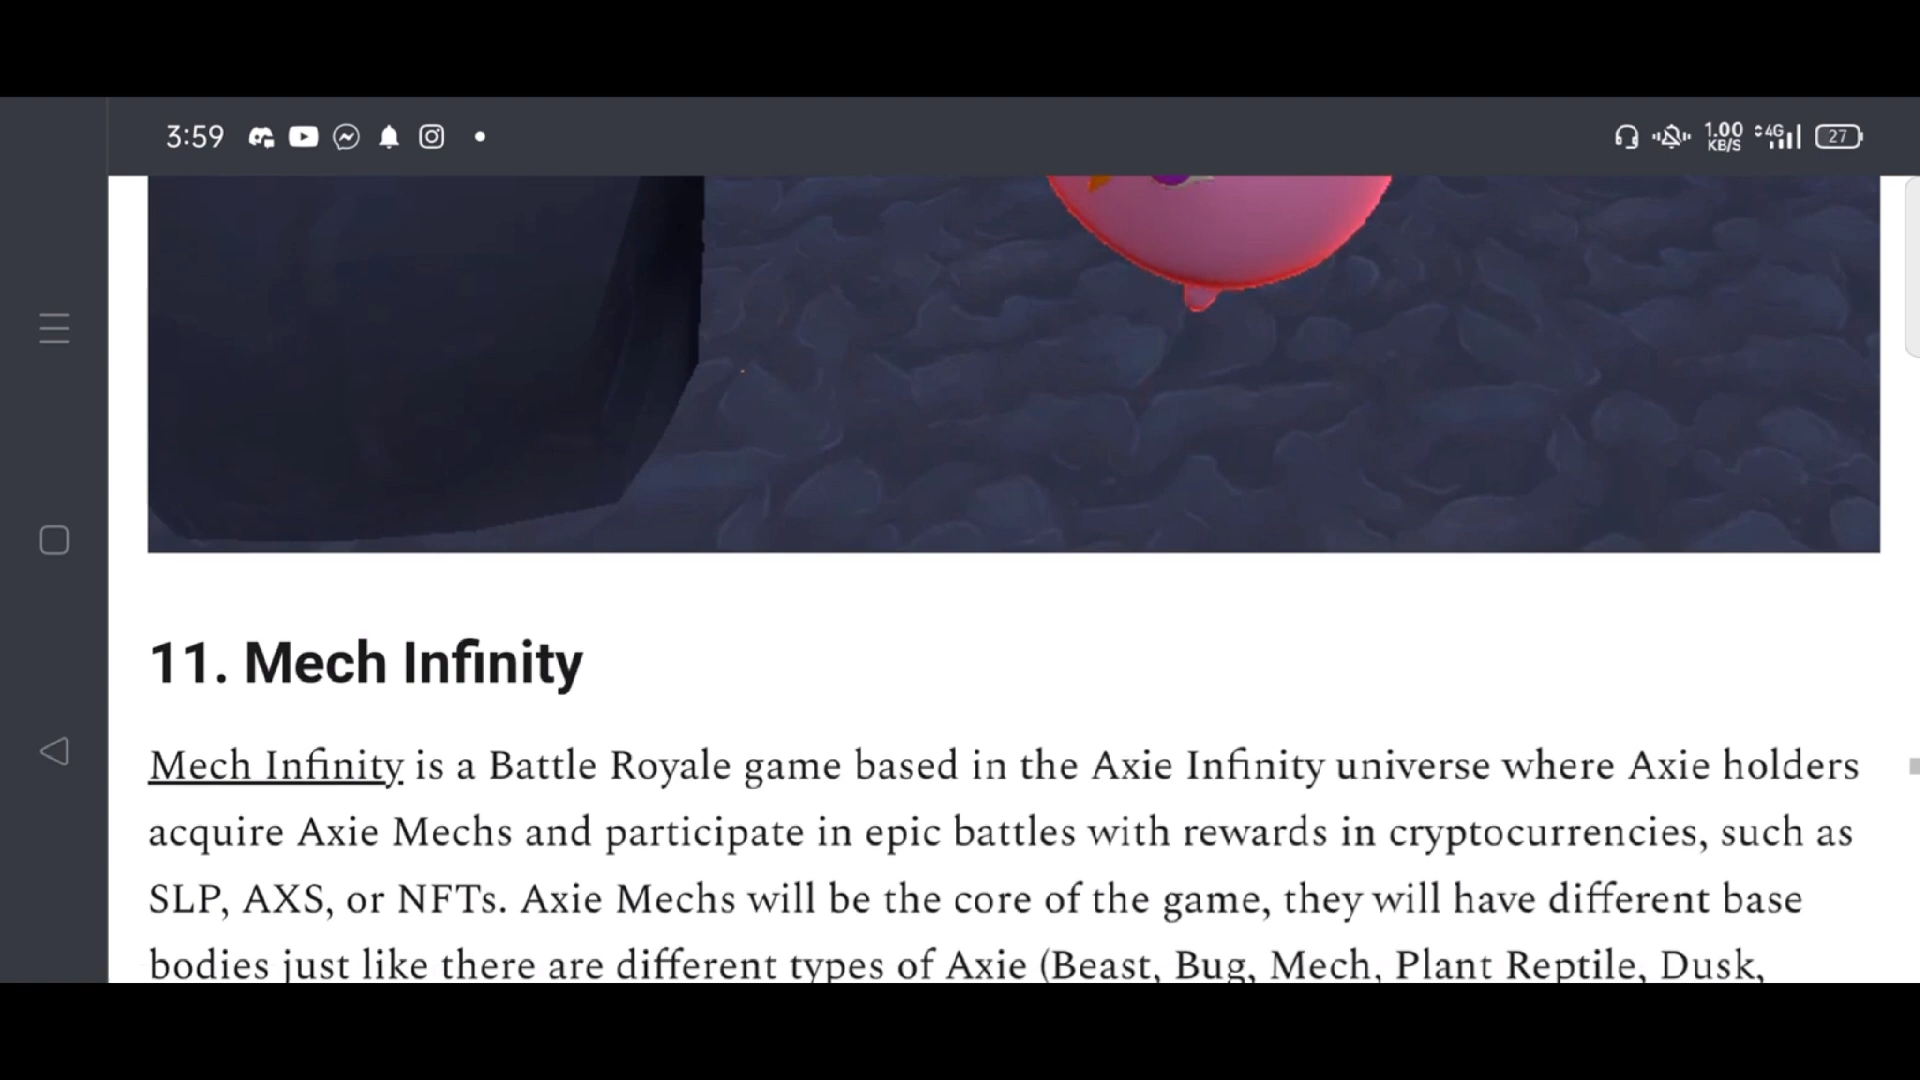 3:59
1.00
KB/S
4G
27
11. Mech Infinity
Mech Infinity is a Battle Royale game based in the Axie Infinity universe where Axie holders
acquire Axie Mechs and participate in epic battles with rewards in cryptocurrencies, such as
SLP, AXS, or NFTs. Axie Mechs will be the core of the game, they will have different base
bodies just like there are different types of Axie (Beast, Bug, Mech, Plant Reptile, Dusk,